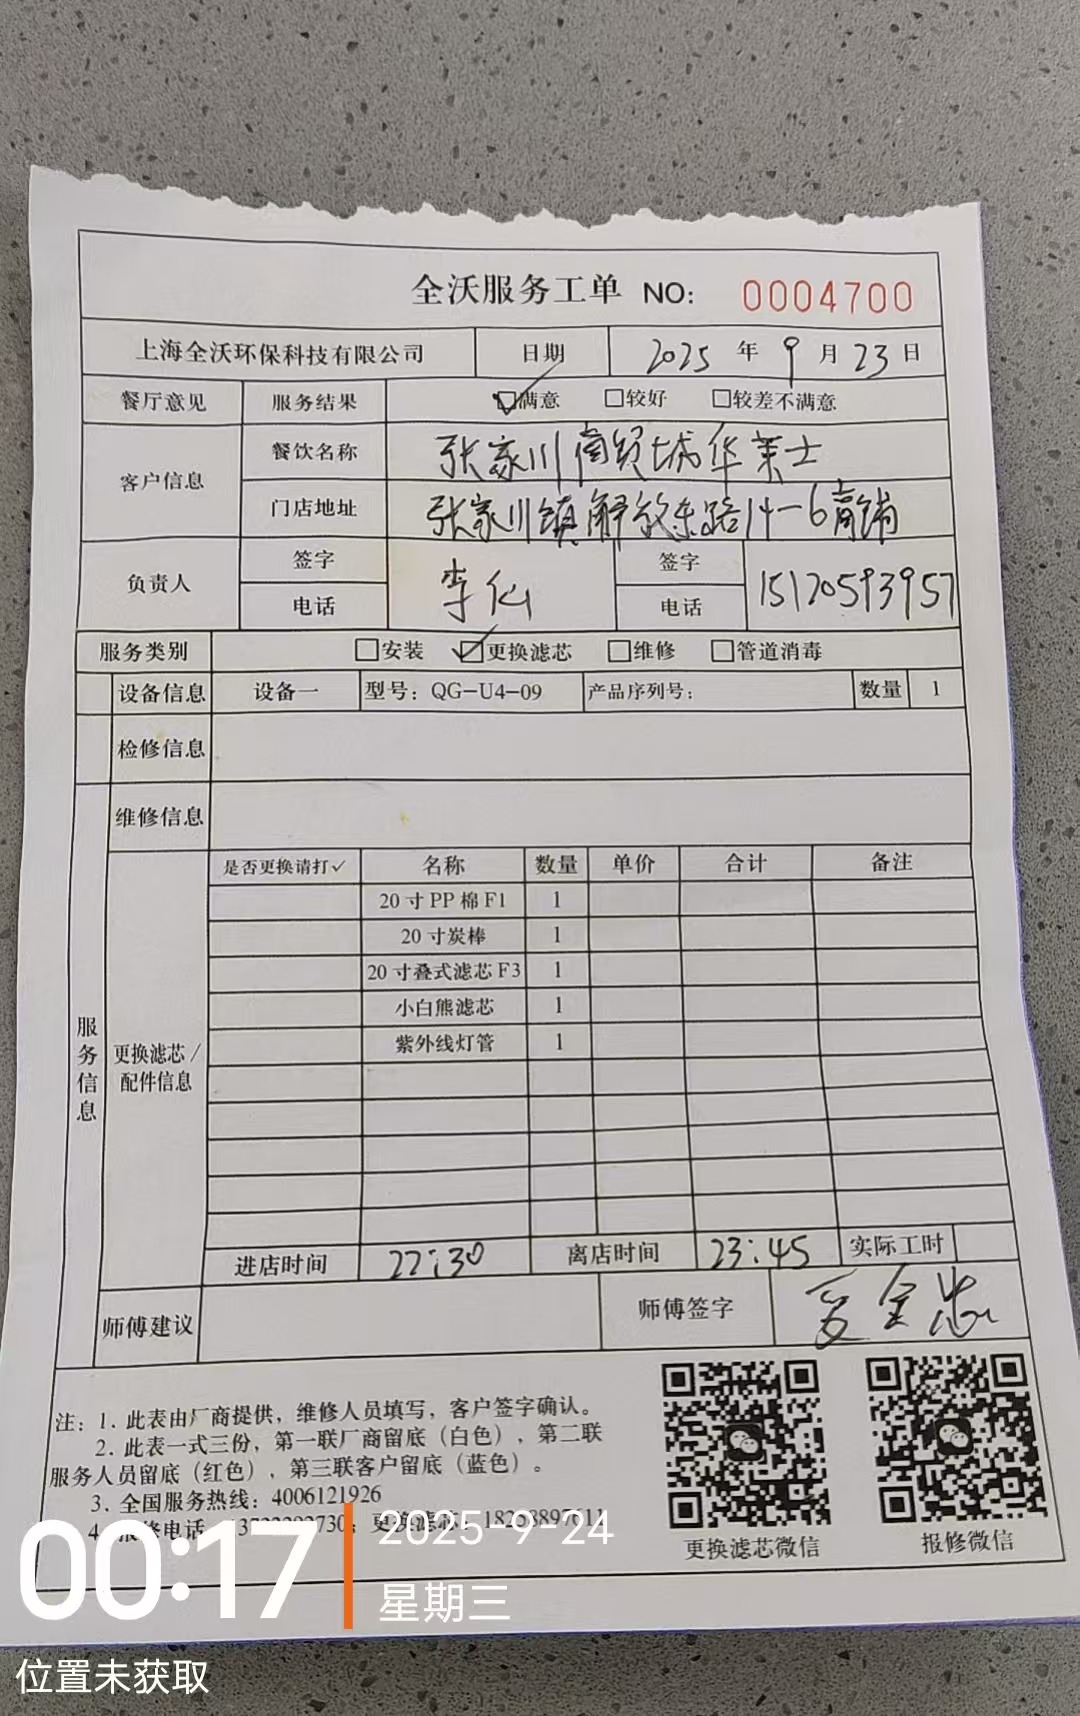 全沃服务工单 NO: 0004700
上海全沃环保科技有限公司 日期 2025 年 9 月 23 日
餐厅意见 服务结果 ☑满意 □较好 □较差不满意
客户信息 餐饮名称 张家川商贸城华莱士
门店地址 张家川镇解放东路14-6商铺
负责人 签字 李仙 签字
电话 电话 15120593957
服务类别 □安装 ☑更换滤芯 □维修 □管道消毒
设备信息 设备一 型号: QG-U4-09 产品序列号: 数量 1
检修信息
维修信息
服务信息
更换滤芯/配件信息
是否更换请打✓ 名称 数量 单价 合计 备注
20寸PP棉F1 1
20寸炭棒 1
20寸叠式滤芯F3 1
小白熊滤芯 1
紫外线灯管 1
进店时间 22:30 离店时间 23:45 实际工时
师傅建议 师傅签字
注: 1. 此表由厂商提供，维修人员填写，客户签字确认。
2. 此表一式三份，第一联厂商留底（白色），第二联
服务人员留底（红色），第三联客户留底（蓝色）。
3. 全国服务热线: 4006121926
更换滤芯微信 报修微信
00:17 2025-9-24
星期三
位置未获取